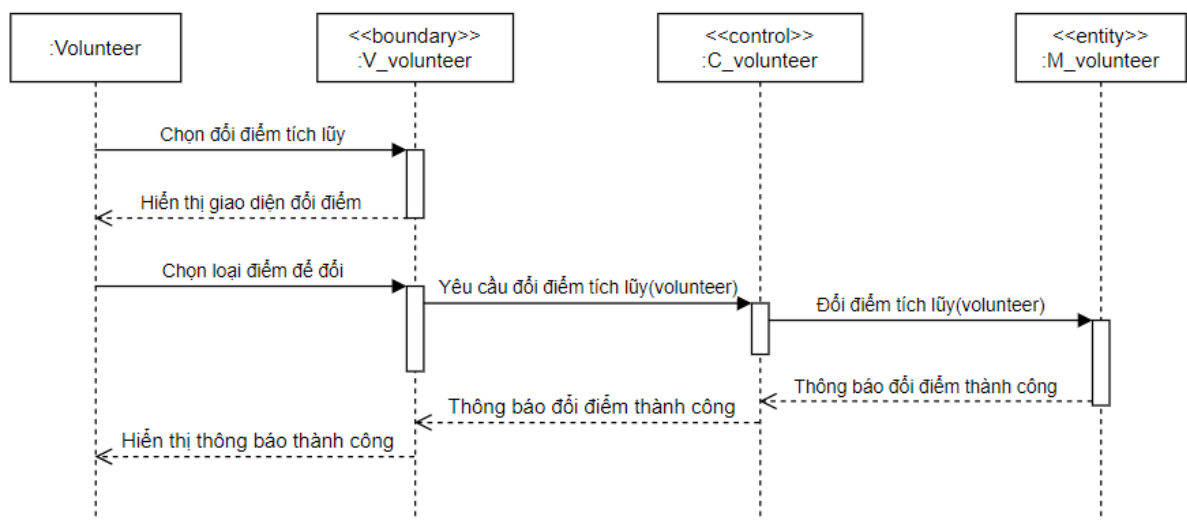 :Volunteer
<<boundary>>
:V_volunteer
<<control>>
:C_volunteer
<<entity>>
:M_volunteer
Chọn đổi điểm tích lũy
Hiển thị giao diện đổi điểm
Chọn loại điểm để đổi
Yêu cầu đổi điểm tích lũy(volunteer)
Đổi điểm tích lũy(volunteer)
Thông báo đổi điểm thành công
Thông báo đổi điểm thành công
Hiển thị thông báo thành công